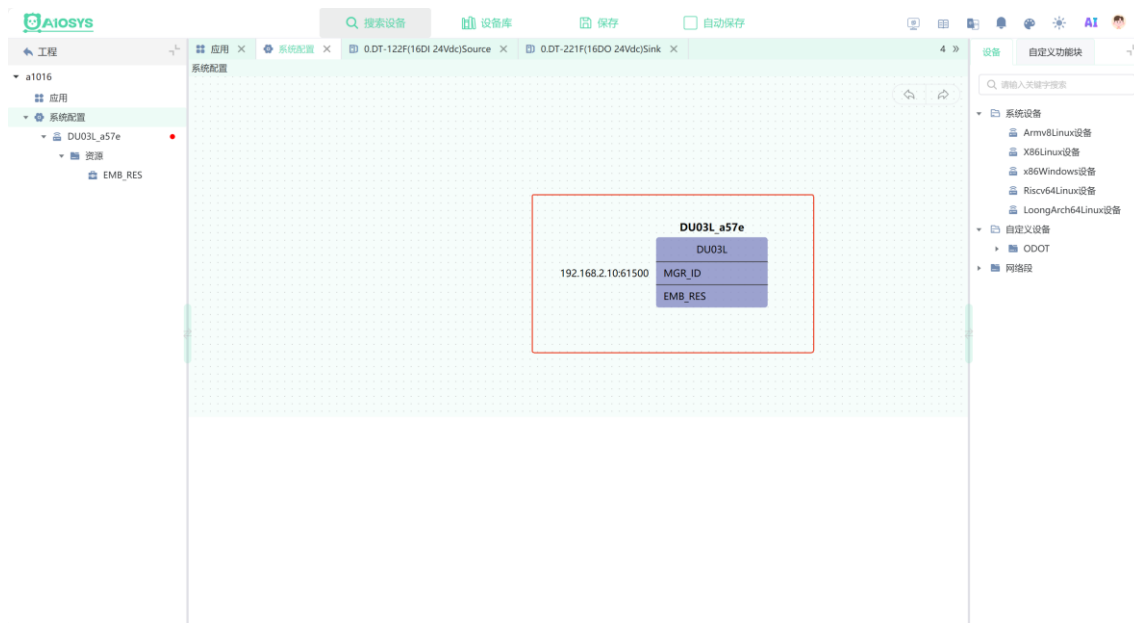 AIOSYS
搜索设备
设备库
保存
自动保存
AI
工程
应用
系统配置
0.DT-122F(16DI 24Vdc)Source
0.DT-221F(16DO 24Vdc)Sink
4
设备
自定义功能块
系统配置
a1016
应用
系统配置
DU03L_a57e
资源
EMB_RES
DU03L_a57e
DU03L
192.168.2.10:61500
MGR_ID
EMB_RES
请输入关键字搜索
系统设备
Armv8Linux设备
X86Linux设备
x86Windows设备
Riscv64Linux设备
LoongArch64Linux设备
自定义设备
ODOT
网络段